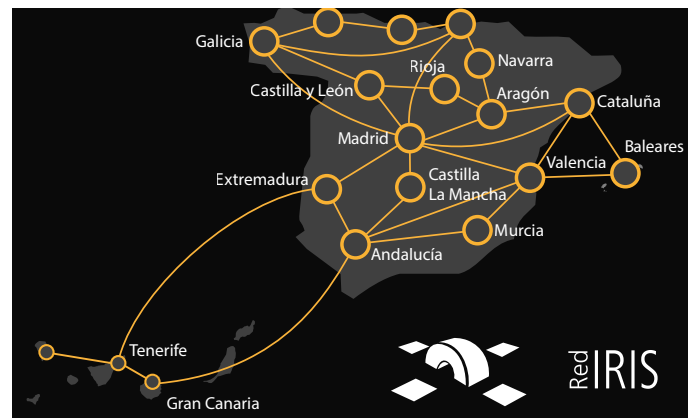 Galicia
Navarra
Rioja
Castilla y León
Aragón
Cataluña
Madrid
Baleares
Valencia
Extremadura
Castilla
La Mancha
Murcia
Andalucía
Tenerife
Gran Canaria
Red IRIS